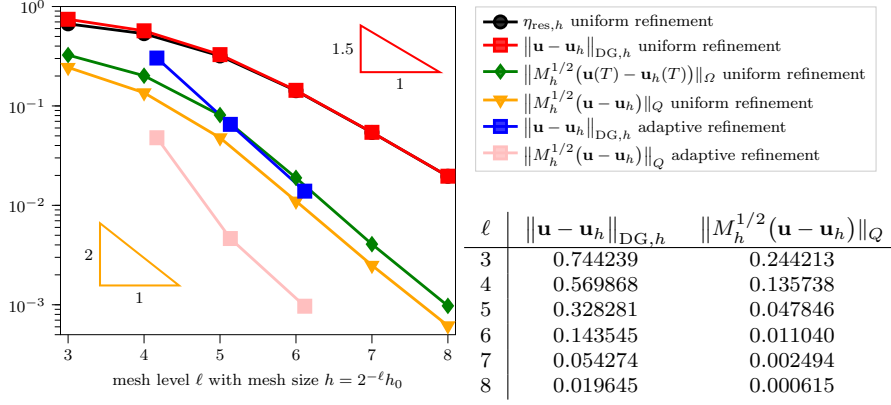 10⁰
10⁻¹
10⁻²
10⁻³
3 4 5 6 7 8
mesh level ℓ with mesh size h = 2^{−ℓ}h₀
1.5
1
2
1
η_{res,h} uniform refinement
‖u − u_h‖_{DG,h} uniform refinement
‖M_h^{1/2}(u(T) − u_h(T))‖_Ω uniform refinement
‖M_h^{1/2}(u − u_h)‖_Q uniform refinement
‖u − u_h‖_{DG,h} adaptive refinement
‖M_h^{1/2}(u − u_h)‖_Q adaptive refinement
ℓ ‖u − u_h‖_{DG,h} ‖M_h^{1/2}(u − u_h)‖_Q
3 0.744239 0.244213
4 0.569868 0.135738
5 0.328281 0.047846
6 0.143545 0.011040
7 0.054274 0.002494
8 0.019645 0.000615